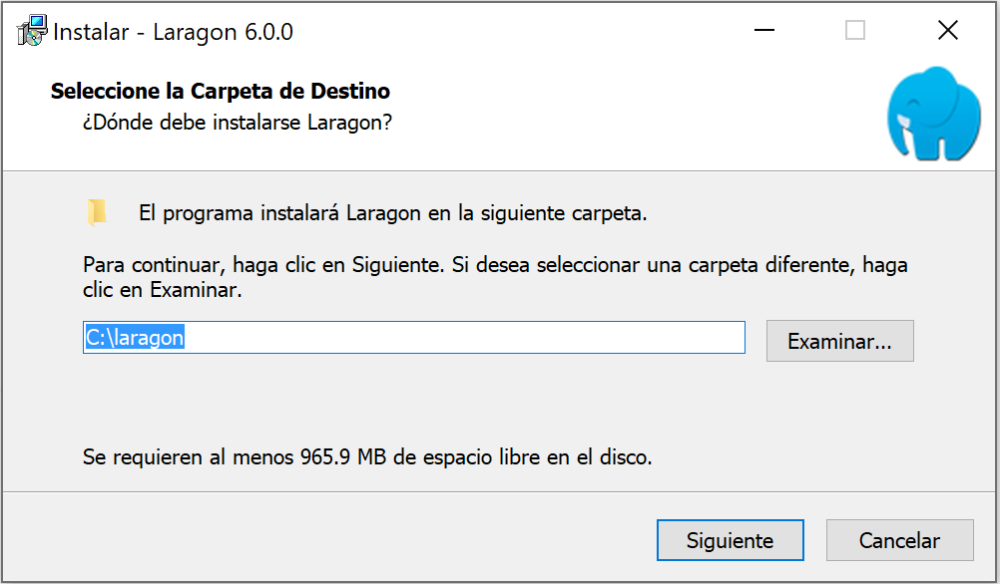 Instalar - Laragon 6.0.0
Seleccione la Carpeta de Destino
¿Dónde debe instalarse Laragon?
El programa instalará Laragon en la siguiente carpeta.
Para continuar, haga clic en Siguiente. Si desea seleccionar una carpeta diferente, haga
clic en Examinar.
C:\laragon
Examinar...
Se requieren al menos 965.9 MB de espacio libre en el disco.
Siguiente
Cancelar